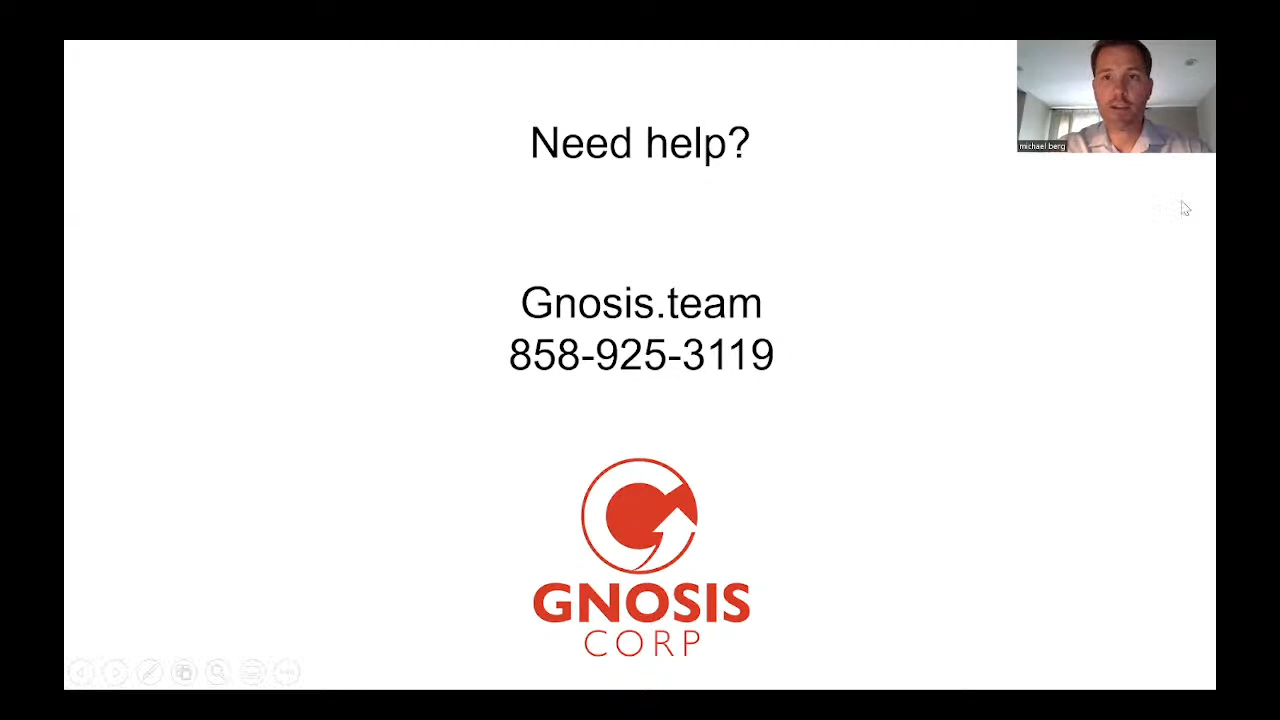 Need help?
michael berg
Gnosis.team
858-925-3119
GNOSIS
CORP